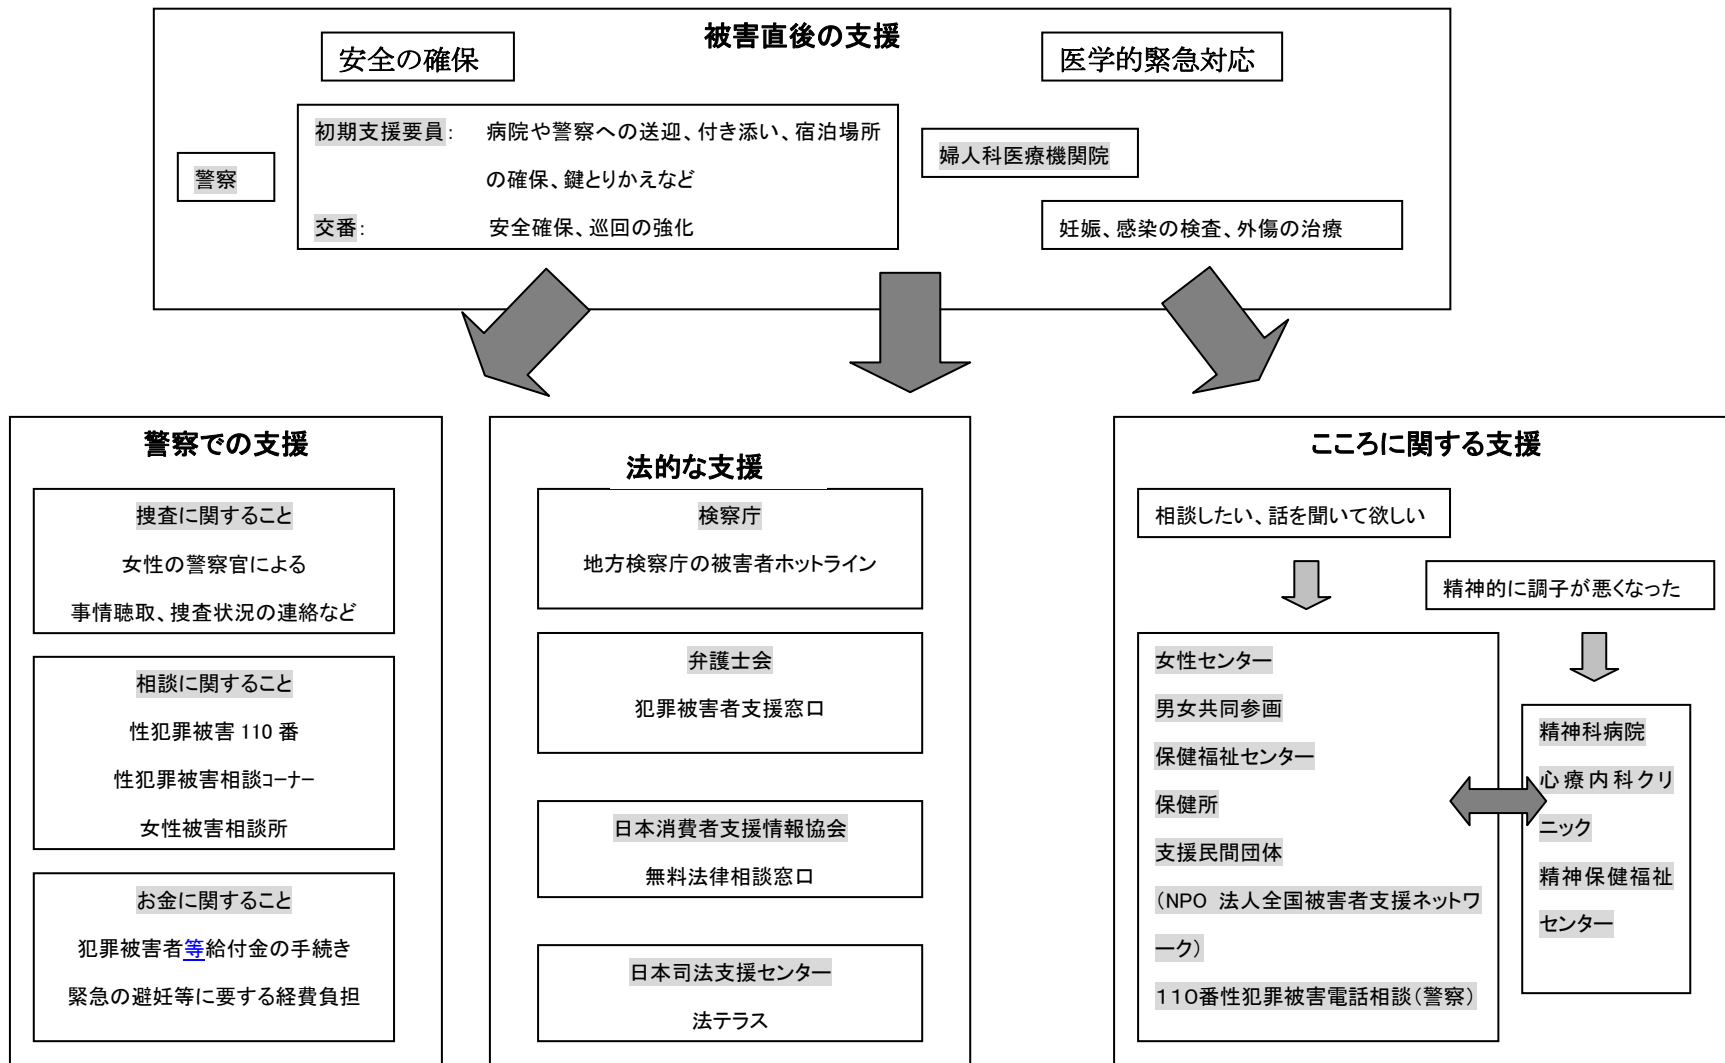 被害直後の支援
安全の確保
医学的緊急対応
警察
初期支援要員: 病院や警察への送迎、付き添い、宿泊場所
の確保、鍵とりかえなど
交番: 安全確保、巡回の強化
婦人科医療機関院
妊娠、感染の検査、外傷の治療
警察での支援
捜査に関すること
女性の警察官による
事情聴取、捜査状況の連絡など
相談に関すること
性犯罪被害 110 番
性犯罪被害相談コーナー
女性被害相談所
お金に関すること
犯罪被害者等給付金の手続き
緊急の避妊等に要する経費負担
法的な支援
検察庁
地方検察庁の被害者ホットライン
弁護士会
犯罪被害者支援窓口
日本消費者支援情報協会
無料法律相談窓口
日本司法支援センター
法テラス
こころに関する支援
相談したい、話を聞いて欲しい
精神的に調子が悪くなった
女性センター
男女共同参画
保健福祉センター
保健所
支援民間団体
(NPO 法人全国被害者支援ネットワ
ーク)
110番性犯罪被害電話相談(警察)
精神科病院
心療内科クリ
ニック
精神保健福祉
センター